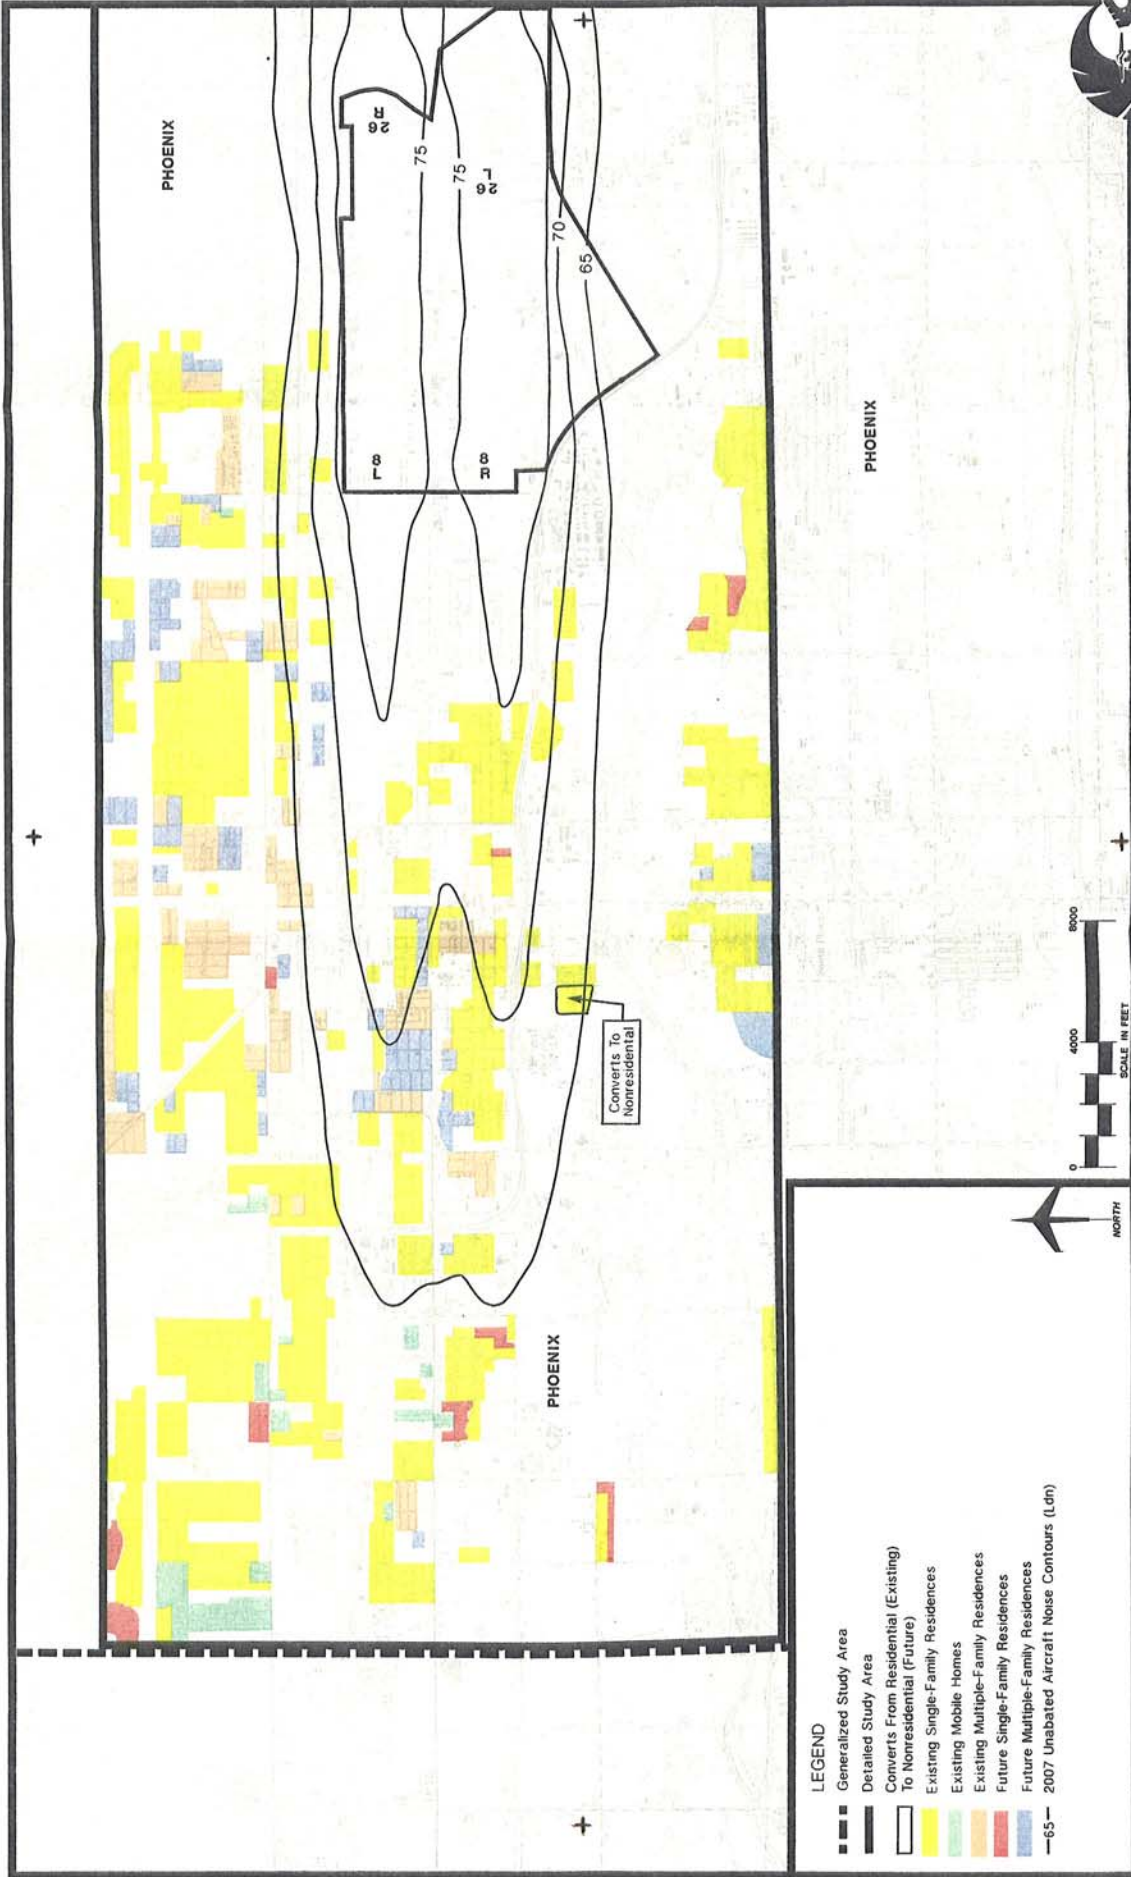 PHOENIX
26
R
75
75
26
L
70
65
8
L
8
R
PHOENIX
Converts To
Nonresidental
PHOENIX
0
4000
8000
SCALE IN FEET
NORTH
LEGEND
Generalized Study Area
Detailed Study Area
Converts From Residential (Existing)
To Nonresidential (Future)
Existing Single-Family Residences
Existing Mobile Homes
Existing Multiple-Family Residences
Future Single-Family Residences
Future Multiple-Family Residences
—65— 2007 Unabated Aircraft Noise Contours (Ldn)